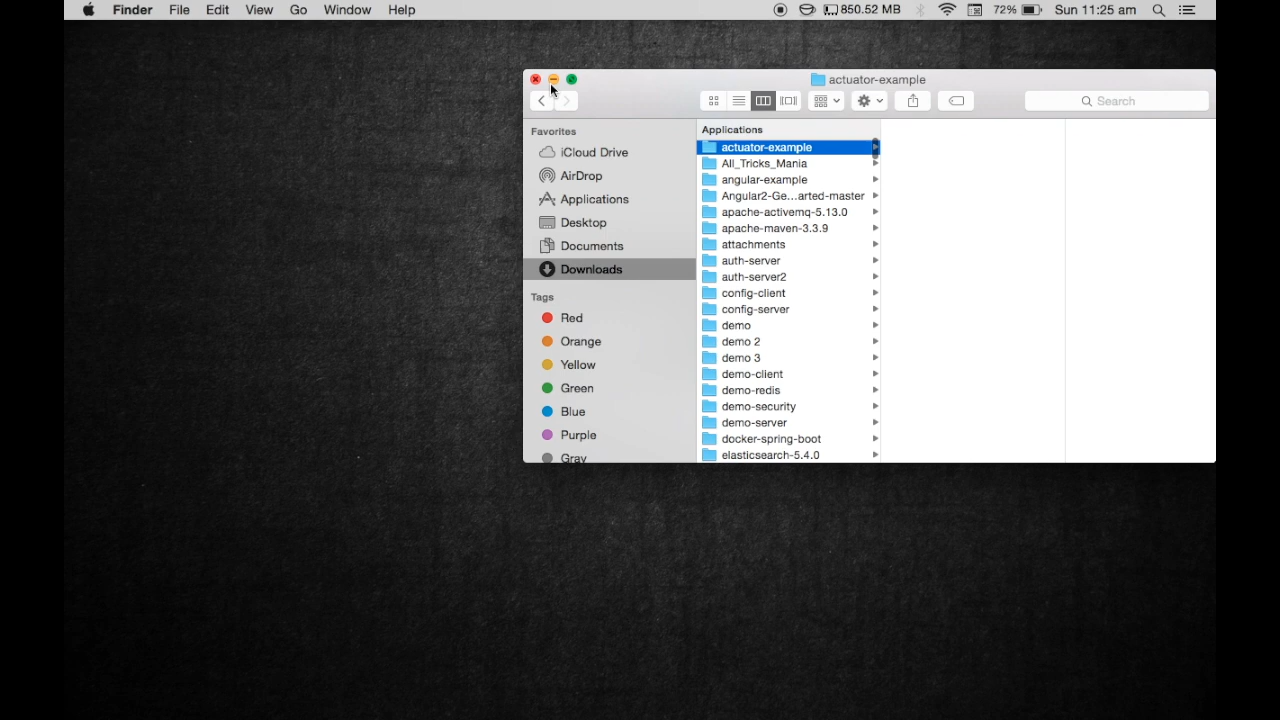 Finder File Edit View Go Window Help 850.52 MB 72% Sun 11:25 am
actuator-example
Search
Favorites
iCloud Drive
AirDrop
Applications
Desktop
Documents
Downloads
Tags
Red
Orange
Yellow
Green
Blue
Purple
Gray
Applications
actuator-example
All_Tricks_Mania
angular-example
Angular2-Ge...arted-master
apache-activemq-5.13.0
apache-maven-3.3.9
attachments
auth-server
auth-server2
config-client
config-server
demo
demo 2
demo 3
demo-client
demo-redis
demo-security
demo-server
docker-spring-boot
elasticsearch-5.4.0